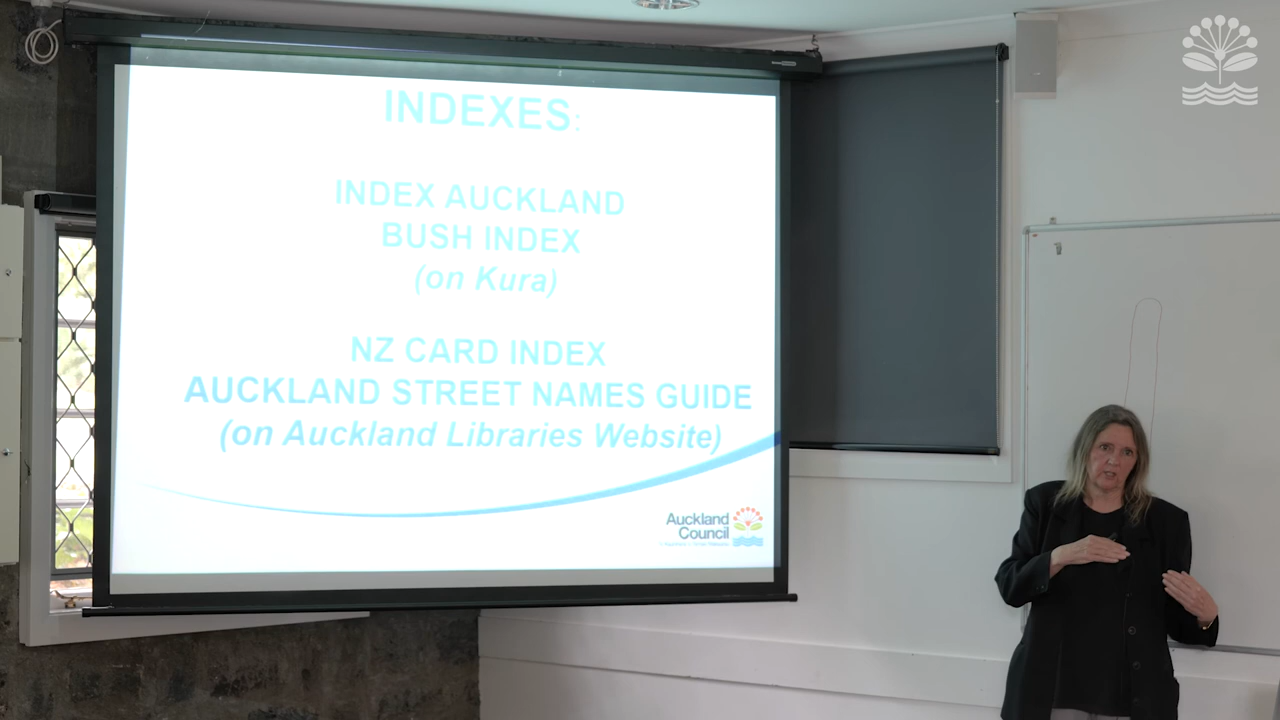 INDEXES:
INDEX AUCKLAND
BUSH INDEX
(on Kura)
NZ CARD INDEX
AUCKLAND STREET NAMES GUIDE
(on Auckland Libraries Website)
Auckland
Council